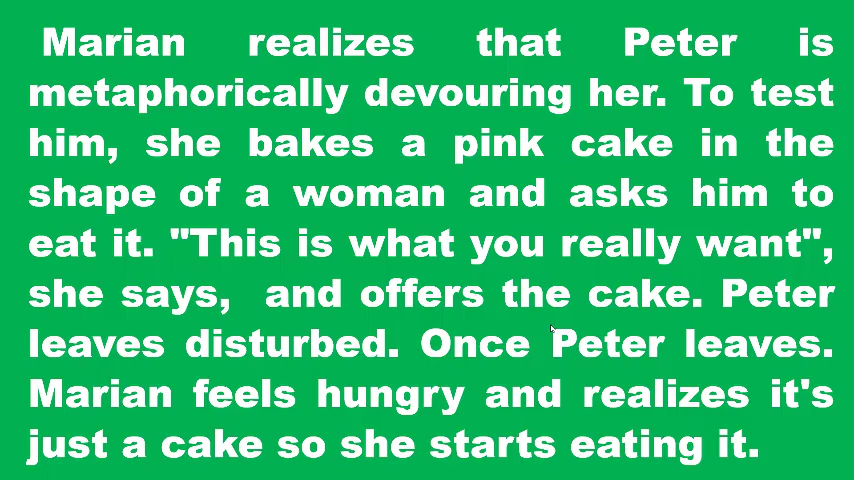 Marian realizes that Peter is
metaphorically devouring her. To test
him, she bakes a pink cake in the
shape of a woman and asks him to
eat it. "This is what you really want",
she says, and offers the cake. Peter
leaves disturbed. Once Peter leaves.
Marian feels hungry and realizes it's
just a cake so she starts eating it.